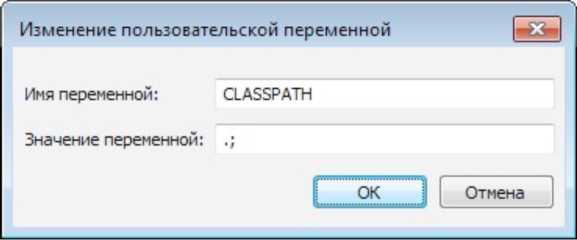 Изменение пользовательской переменной
Имя переменной: CLASSPATH
Значение переменной: .;
OK Отмена